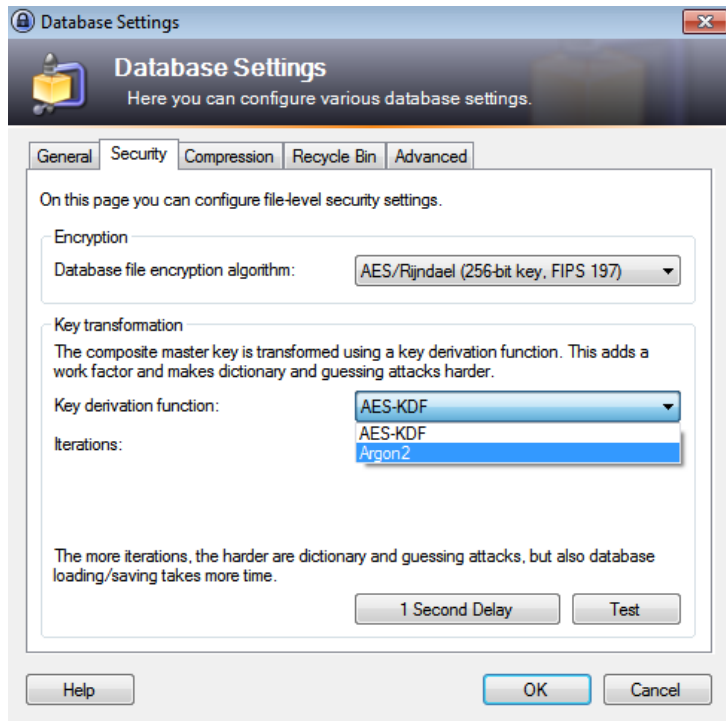 Database Settings
Database Settings
Here you can configure various database settings.
General Security Compression Recycle Bin Advanced
On this page you can configure file-level security settings.
Encryption
Database file encryption algorithm: AES/Rijndael (256-bit key, FIPS 197)
Key transformation
The composite master key is transformed using a key derivation function. This adds a
work factor and makes dictionary and guessing attacks harder.
Key derivation function: AES-KDF
AES-KDF
Iterations:
Argon2
The more iterations, the harder are dictionary and guessing attacks, but also database
loading/saving takes more time.
1 Second Delay Test
Help OK Cancel